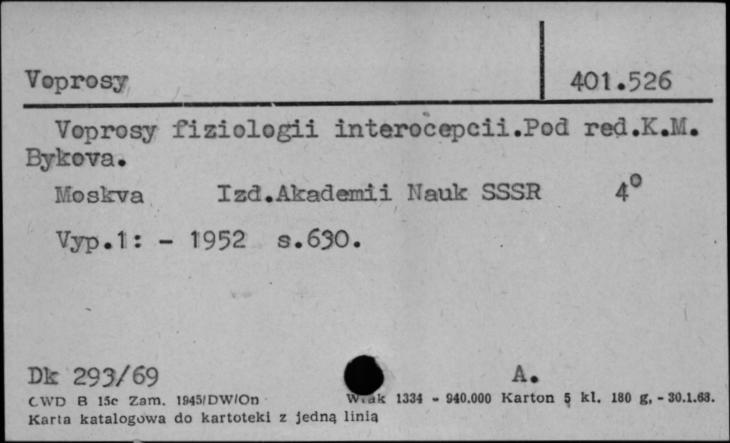 Voprosy 401.526
Voprosy fiziologii interocepcii.Pod red.K.M.
Bykova.
Moskva Izd.Akademii Nauk SSSR 4°
Vyp.1: - 1952 s.630.
Dk 293/69 A.
CWD B 15c Zam. 1945/DW/On 1334 - 940.000 Karton 5 kl. 180 g, - 30.1.68.
Karta katalogowa do kartoteki z jedną linią